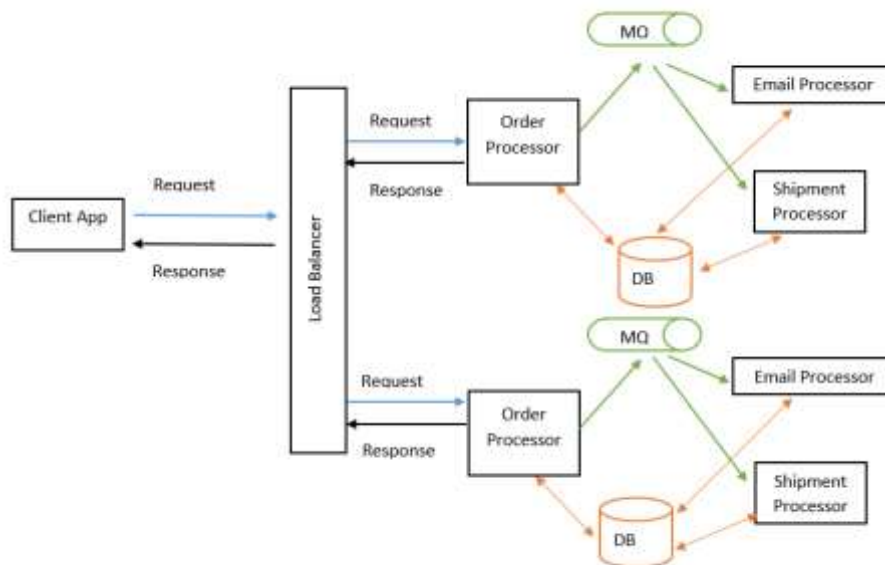 MQ
Email Processor
Request
Order
Processor
Response
Shipment
Processor
Request
Client App
Response
Load Balancer
DB
MQ
Email Processor
Request
Order
Processor
Response
Shipment
Processor
DB